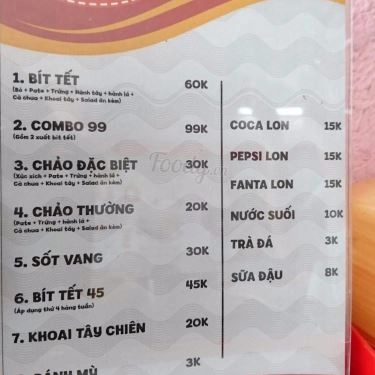 1. BÍT TẾT 60K
(Bò + Pate + Trứng + Hành tây + hành lá +
Cà chua + Khoai tây + Salad ăn kèm)
2. COMBO 99 99K
(Gồm 2 xuất bít tết)
3. CHẢO ĐẶC BIỆT 30K
(Xúc xích + Pate + Trứng + hành lá +
Cà chua + Khoai tây + Salad ăn kèm)
4. CHẢO THƯỜNG 20K
(Pate + Trứng + hành lá +
Cà chua + Khoai tây + Salad ăn kèm)
5. SỐT VANG 30K
6. BÍT TẾT 45 45K
(Áp dụng thứ 4 hàng tuần)
7. KHOAI TÂY CHIÊN 20K
BÁNH MÙ 3K
COCA LON 15K
PEPSI LON 15K
FANTA LON 15K
NƯỚC SUỐI 10K
TRÀ ĐÁ 3K
SỮA ĐẬU 8K
Foody.vn